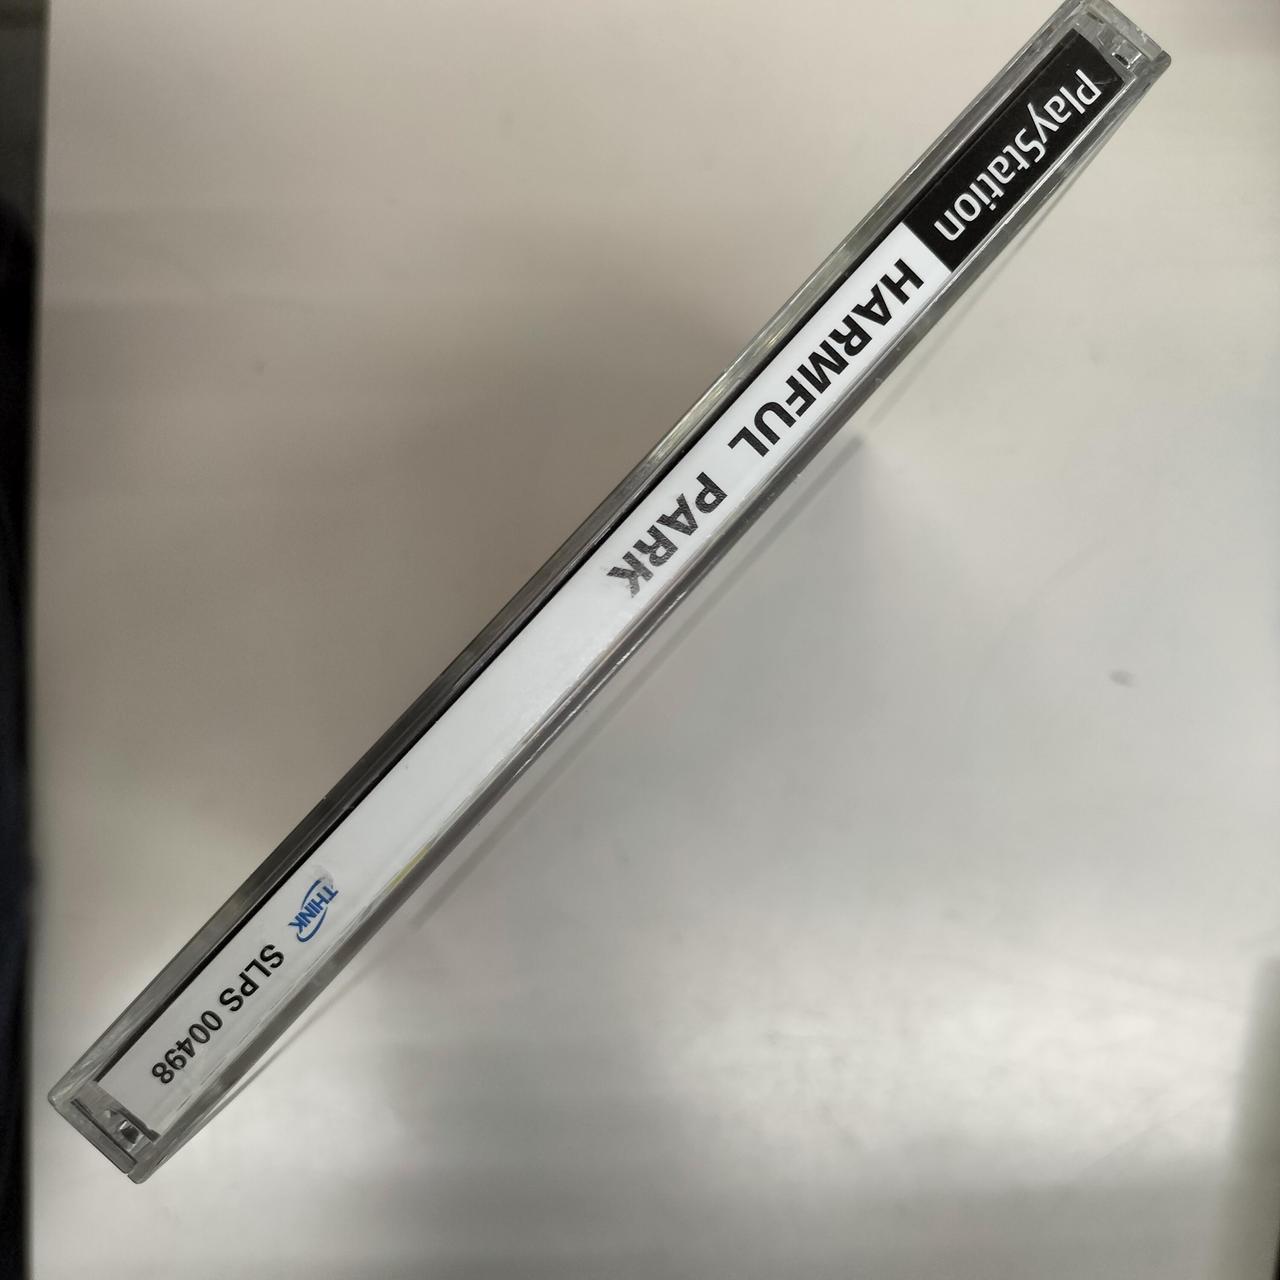 PlayStation
HARMFUL PARK
THINK
SLPS 00498